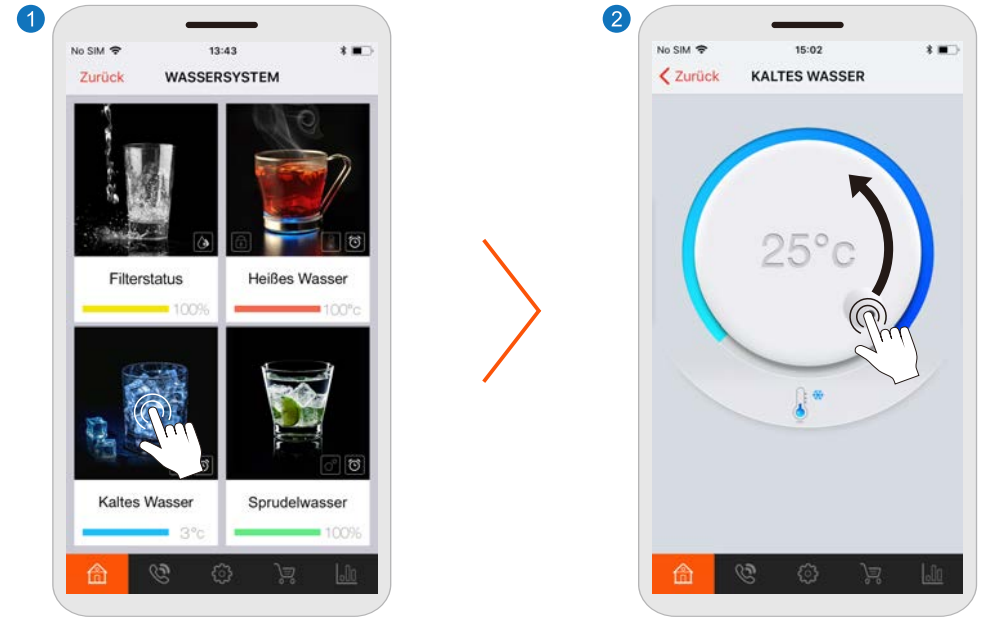 1
No SIM 13:43
Zurück WASSERSYSTEM
Filterstatus
100%
Heißes Wasser
100°c
Kaltes Wasser
3°c
Sprudelwasser
100%
2
No SIM 15:02
Zurück KALTES WASSER
25°c